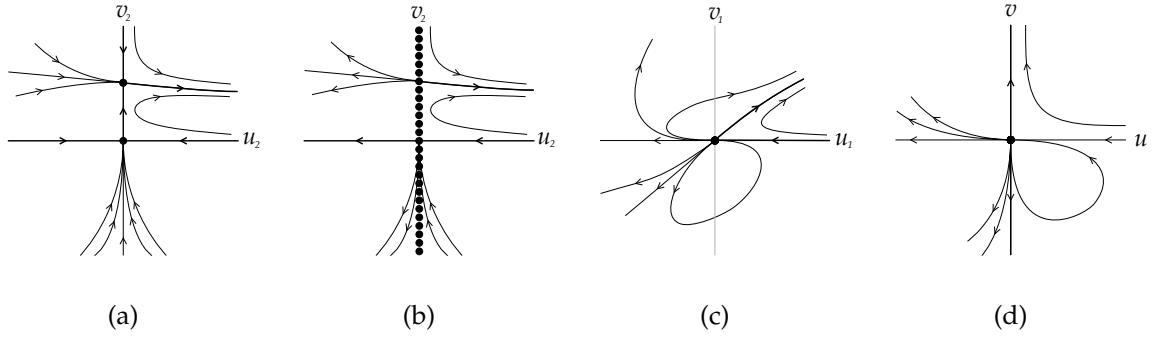 v₂ v₂ v₁ v
u₂ u₂ u₁ u
(a) (b) (c) (d)